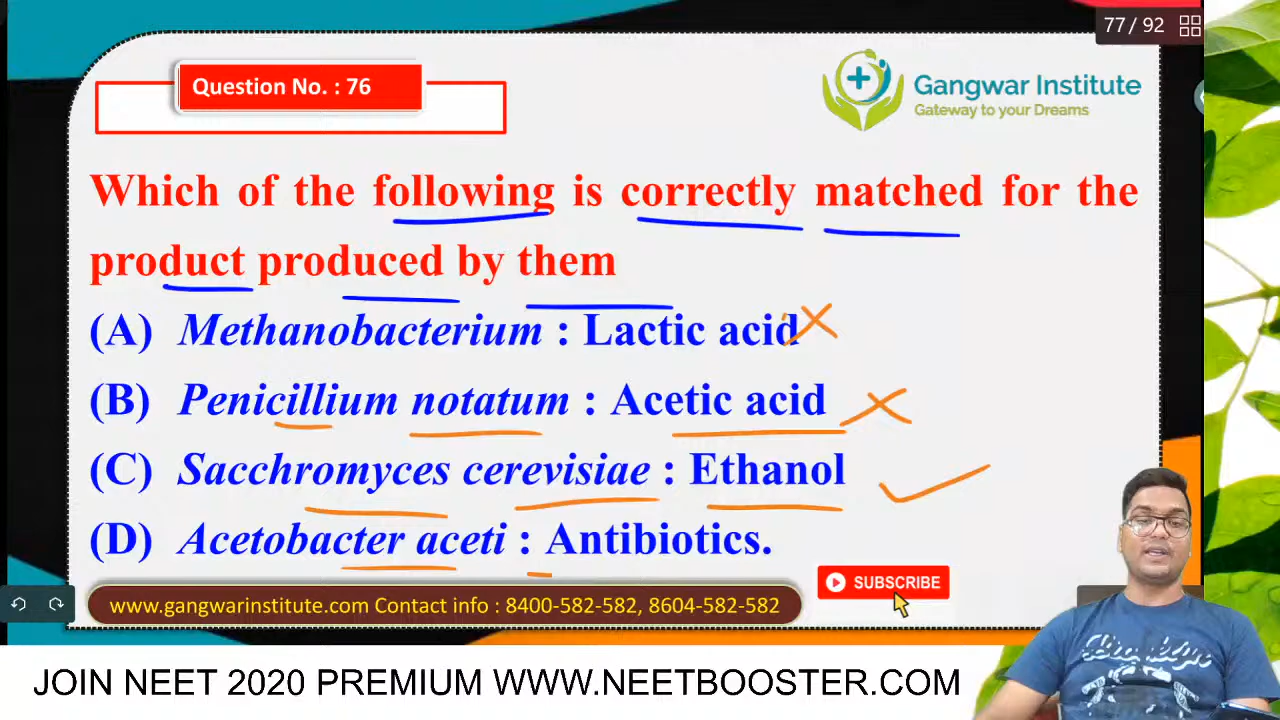 77 / 92
Question No. : 76
Gangwar Institute
Gateway to your Dreams
Which of the following is correctly matched for the
product produced by them
(A) Methanobacterium : Lactic acid
(B) Penicillium notatum : Acetic acid
(C) Sacchromyces cerevisiae : Ethanol
(D) Acetobacter aceti : Antibiotics.
www.gangwarinstitute.com Contact info : 8400-582-582, 8604-582-582
SUBSCRIBE
JOIN NEET 2020 PREMIUM WWW.NEETBOOSTER.COM